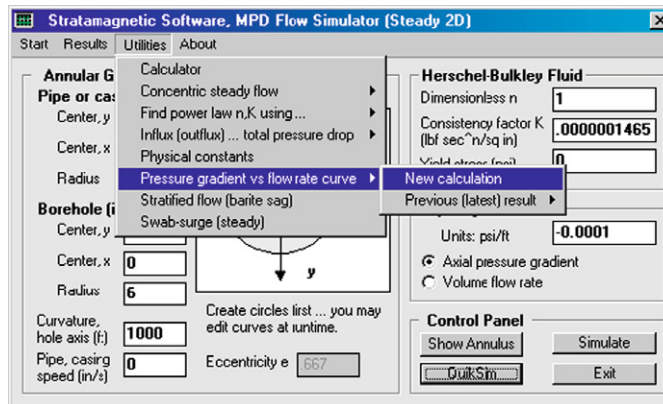 Stratamagnetic Software, MPD Flow Simulator (Steady 2D)
Start Results Utilities About
Annular G
Pipe or cas
Center, y
Center, x
Radius
Borehole (i
Center, y
Center, x 0
Radius 6
Curvature,
hole axis (ft) 1000
Pipe, casing
speed (in/s) 0
Calculator
Concentric steady flow
Find power law n,K using ...
Influx (outflux) ... total pressure drop
Physical constants
Pressure gradient vs flow rate curve
Stratified flow (barite sag)
Swab-surge (steady)
New calculation
Previous (latest) result
y
Create circles first ... you may
edit curves at runtime.
Eccentricity e .667
Herschel-Bulkley Fluid
Dimensionless n 1
Consistency factor K
(lbf sec^n/sq in) .0000001465
Yield stress (psi) 0
Units: psi/ft -0.0001
Axial pressure gradient
Volume flow rate
Control Panel
Show Annulus Simulate
QuikSim Exit